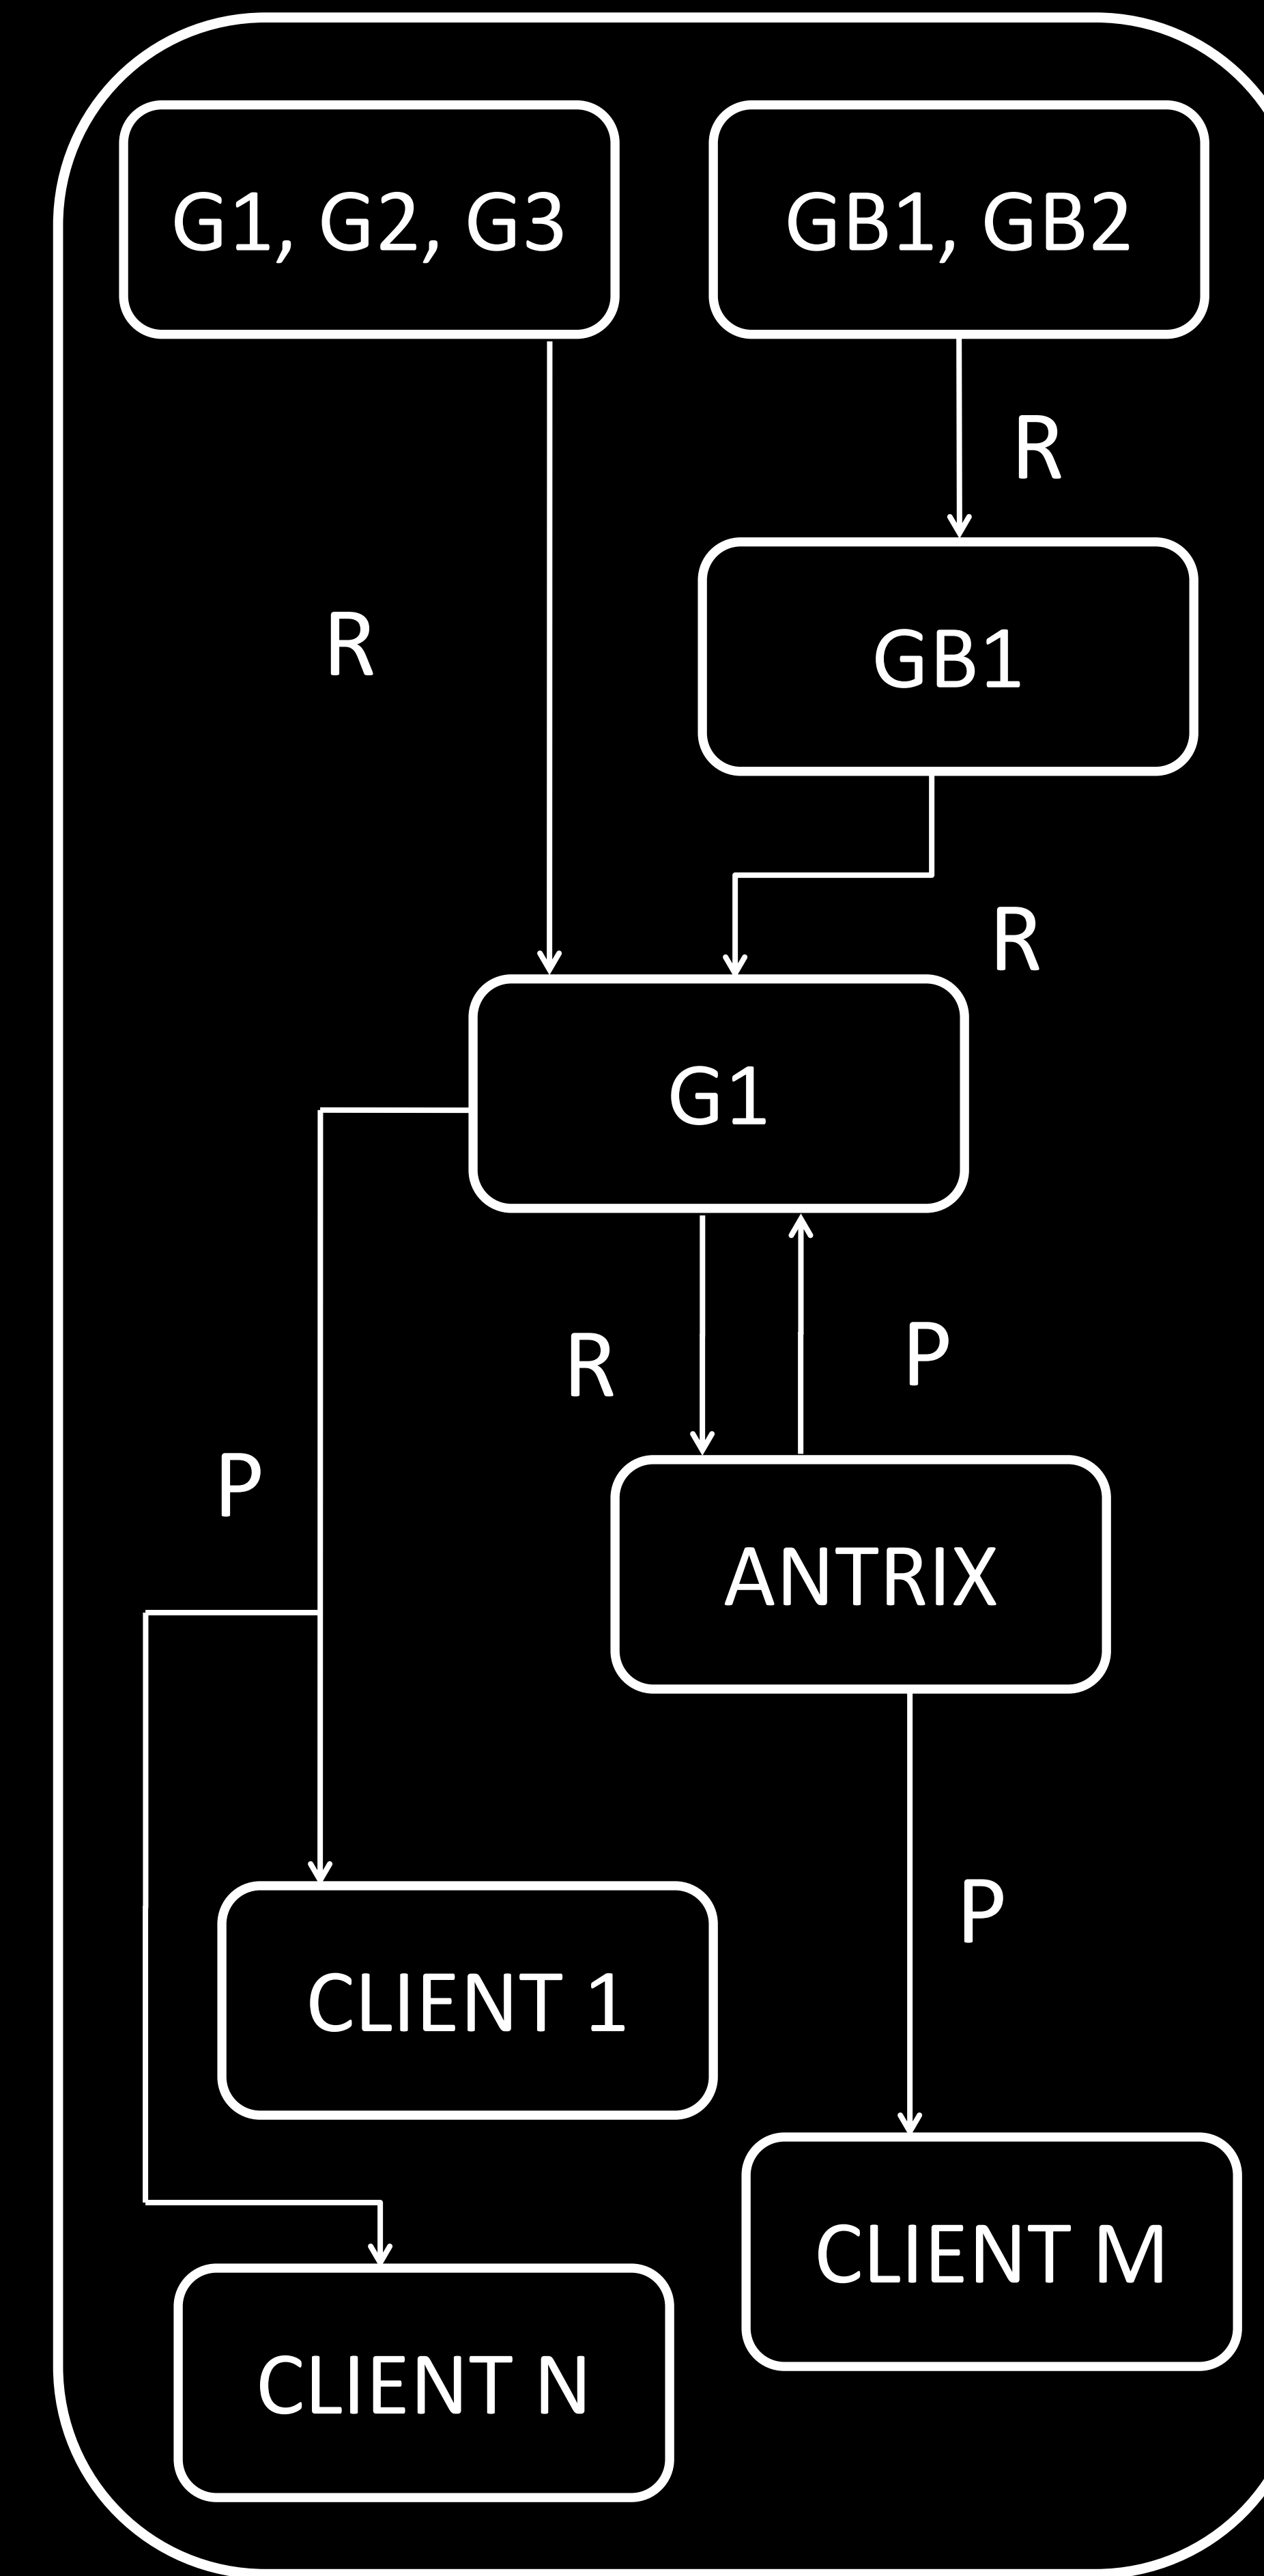 G1, G2, G3
GB1, GB2
R
R
GB1
R
G1
R
P
P
ANTRIX
P
CLIENT 1
CLIENT M
CLIENT N